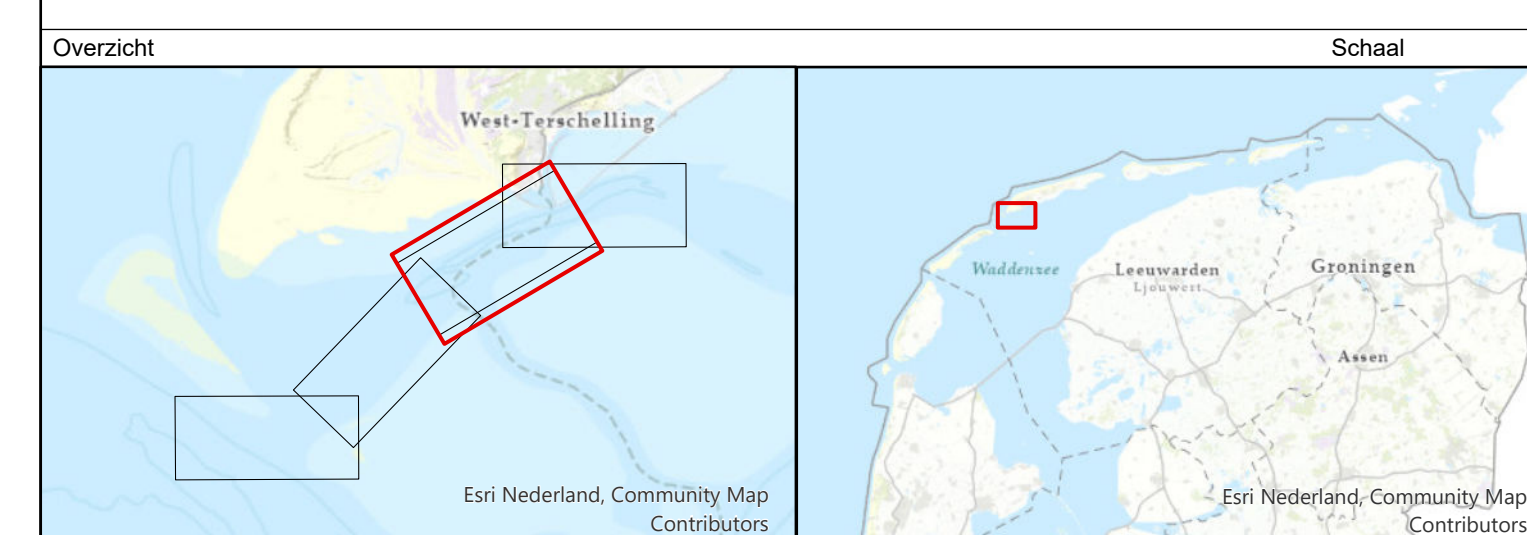 Overzicht
Schaal
West-Terschelling
Esri Nederland, Community Map
Contributors
Waddenzee
Leeuwarden
Ljouwert
Groningen
Assen
Esri Nederland, Community Map
Contributors